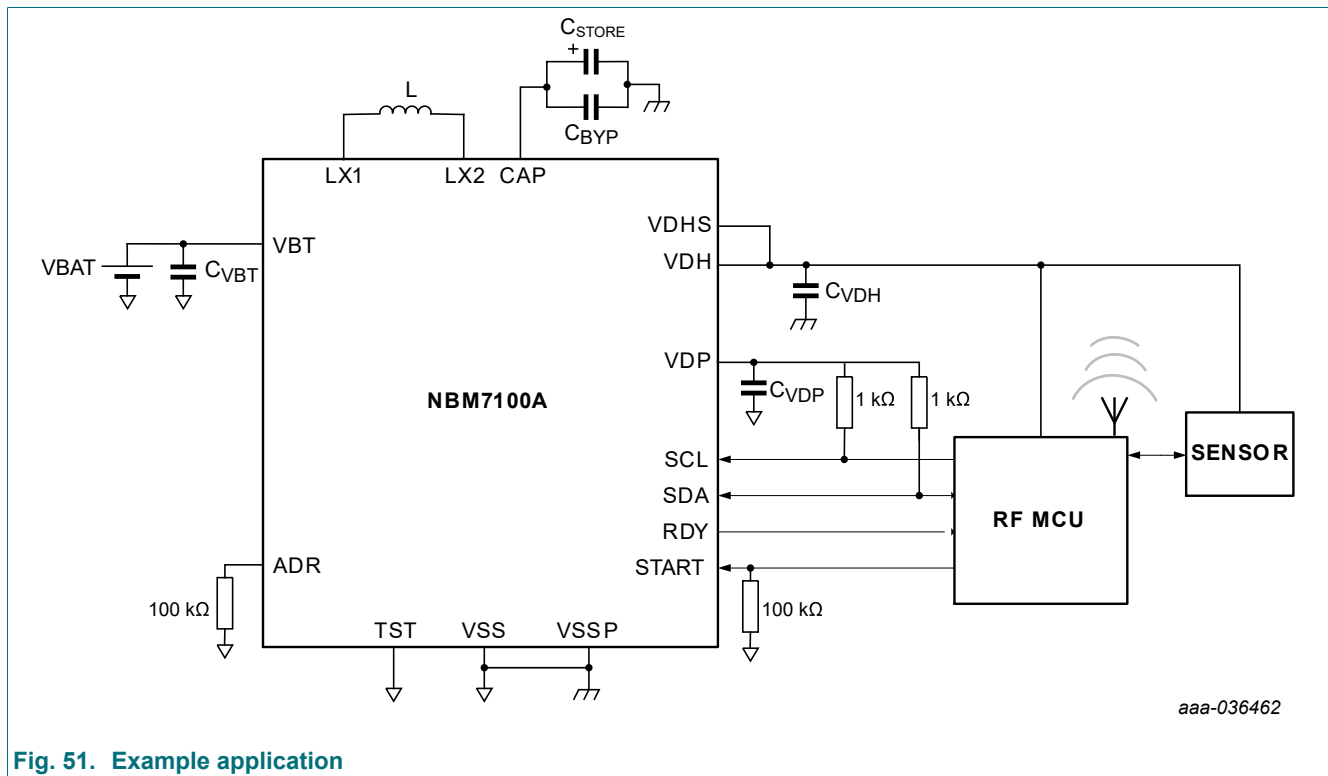 CSTORE
+
L
CBYP
LX1
LX2
CAP
VDHS
VBT
VDH
VBAT
CVBT
CVDH
VDP
CVDP
1 kΩ
1 kΩ
NBM7100A
SCL
SENSOR
SDA
RF MCU
RDY
ADR
START
100 kΩ
100 kΩ
TST
VSS
VSSP
aaa-036462
Fig. 51. Example application